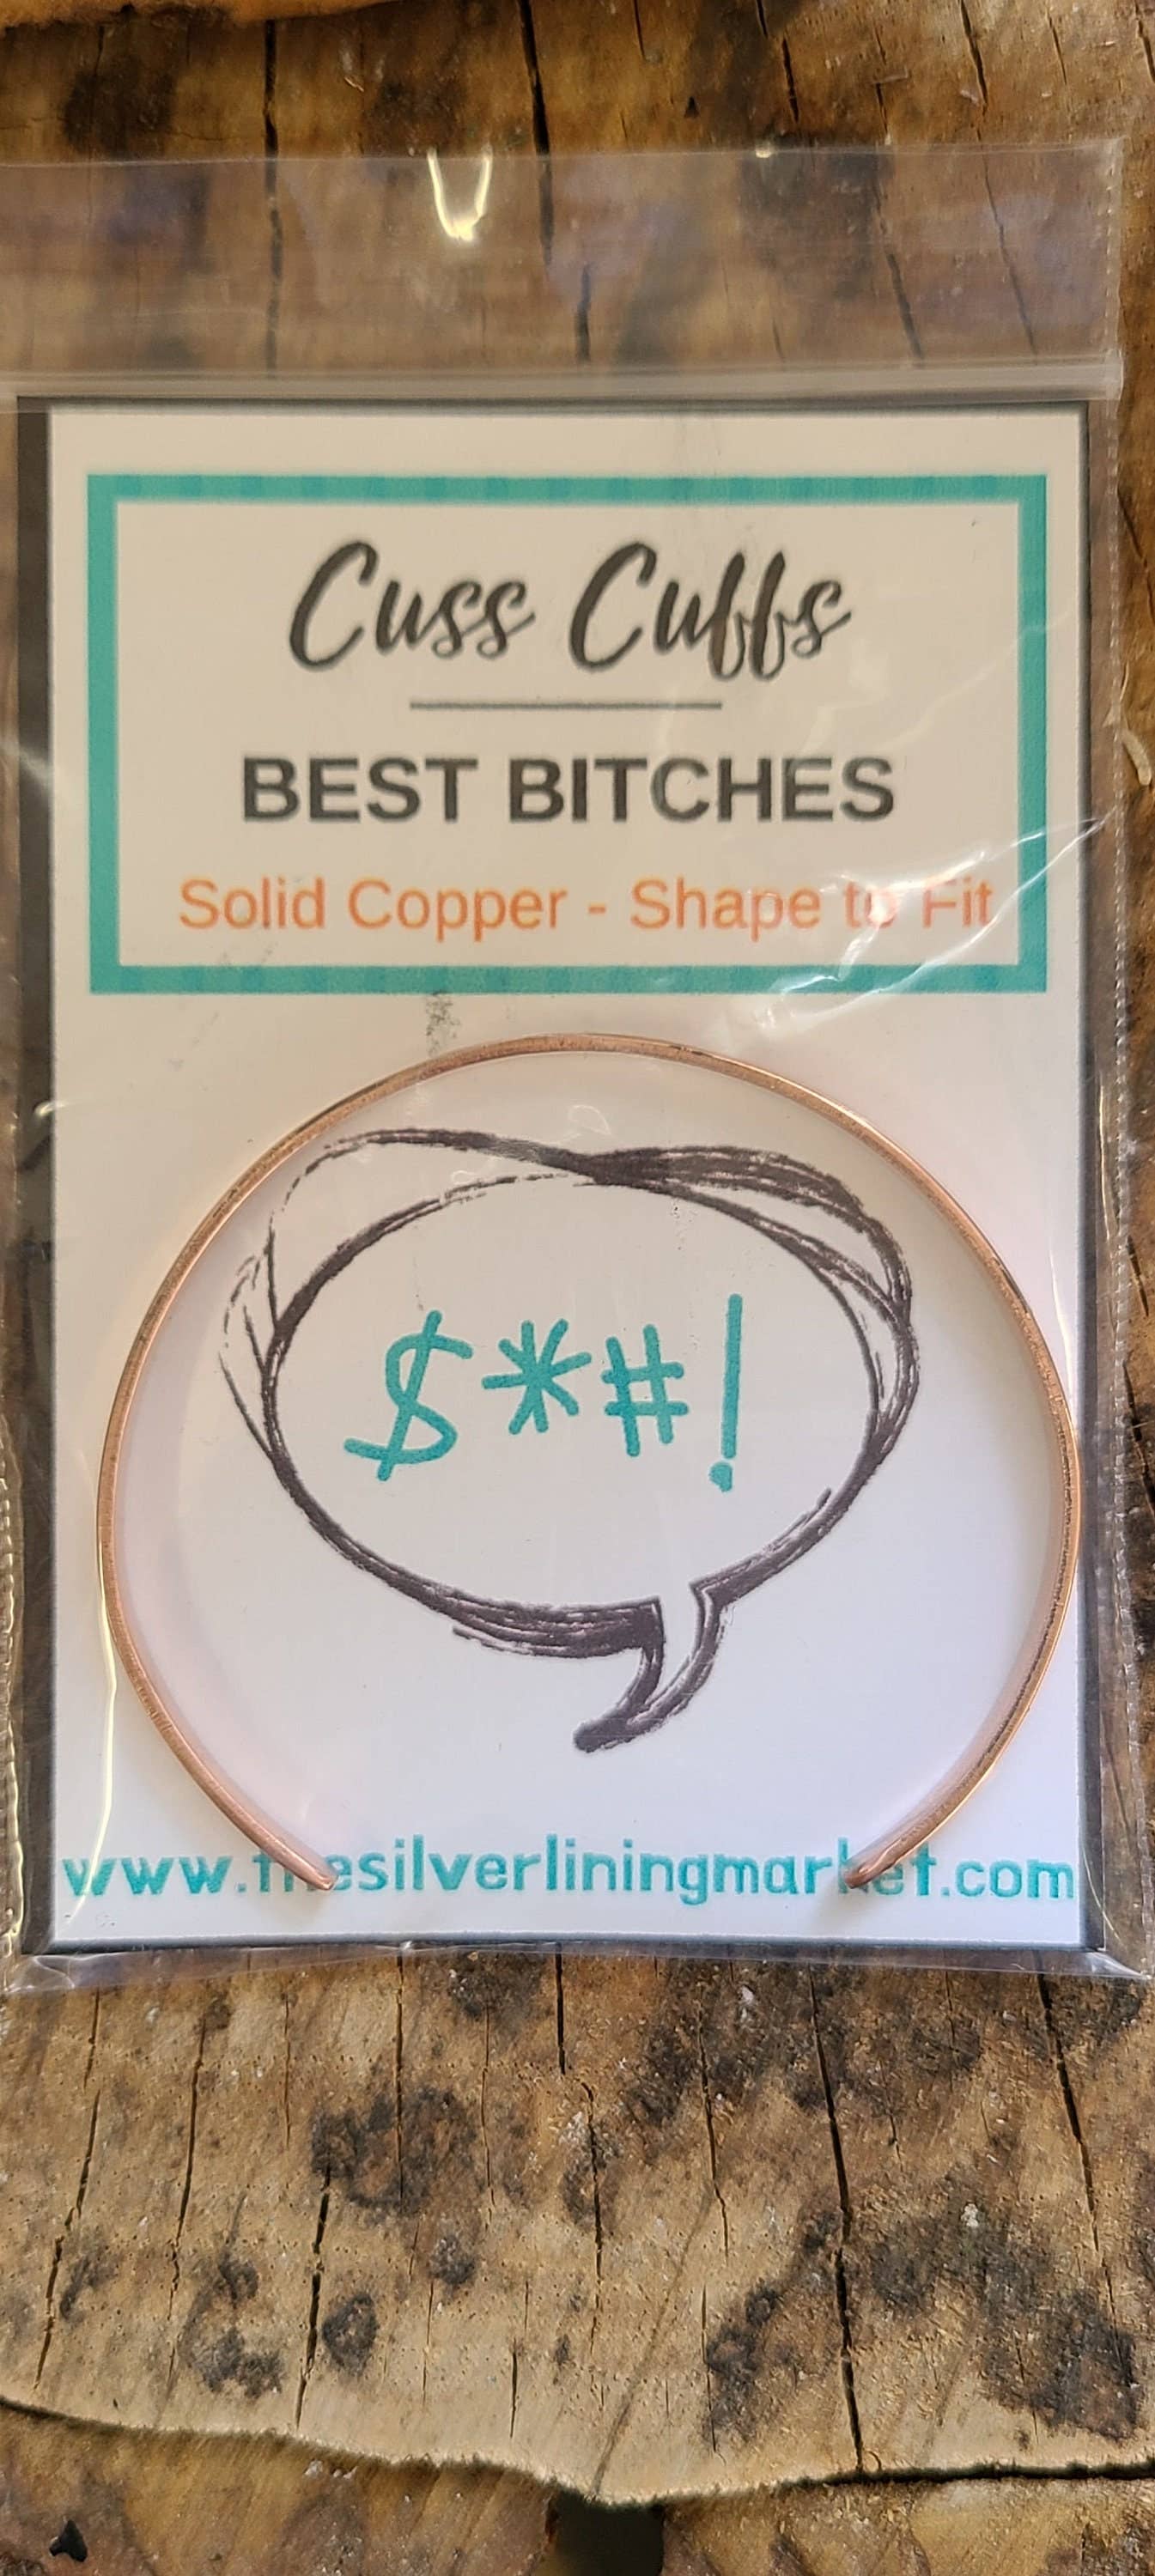 Cuss Cuffs
BEST BITCHES
Solid Copper - Shape to Fit
$*#!
www.thesilverliningmarket.com